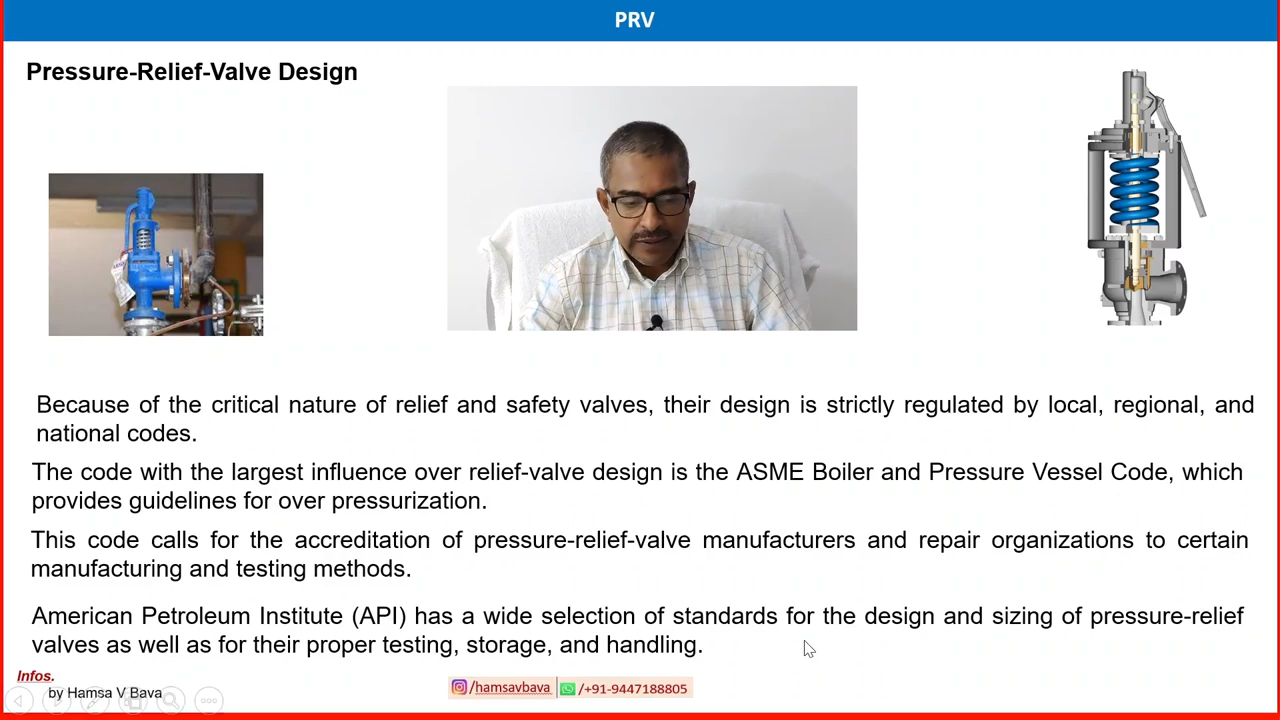 PRV
Pressure-Relief-Valve Design
Because of the critical nature of relief and safety valves, their design is strictly regulated by local, regional, and
national codes.
The code with the largest influence over relief-valve design is the ASME Boiler and Pressure Vessel Code, which
provides guidelines for over pressurization.
This code calls for the accreditation of pressure-relief-valve manufacturers and repair organizations to certain
manufacturing and testing methods.
American Petroleum Institute (API) has a wide selection of standards for the design and sizing of pressure-relief
valves as well as for their proper testing, storage, and handling.
Infos.
by Hamsa V Bava
/hamsavbava /+91-9447188805